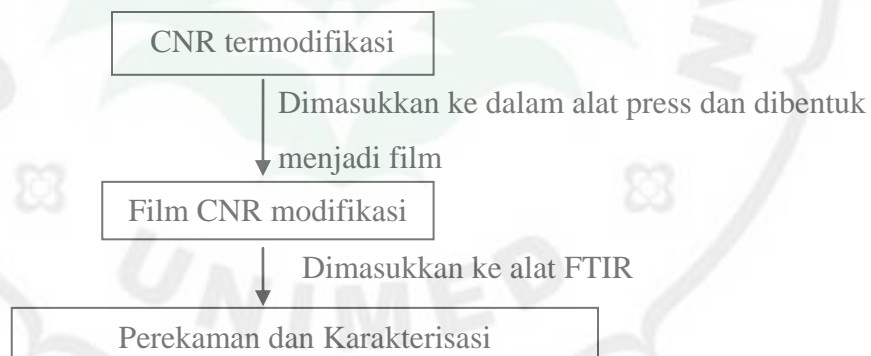 CNR termodifikasi
Dimasukkan ke dalam alat press dan dibentuk
menjadi film
Film CNR modifikasi
Dimasukkan ke alat FTIR
Perekaman dan Karakterisasi
UNIMED